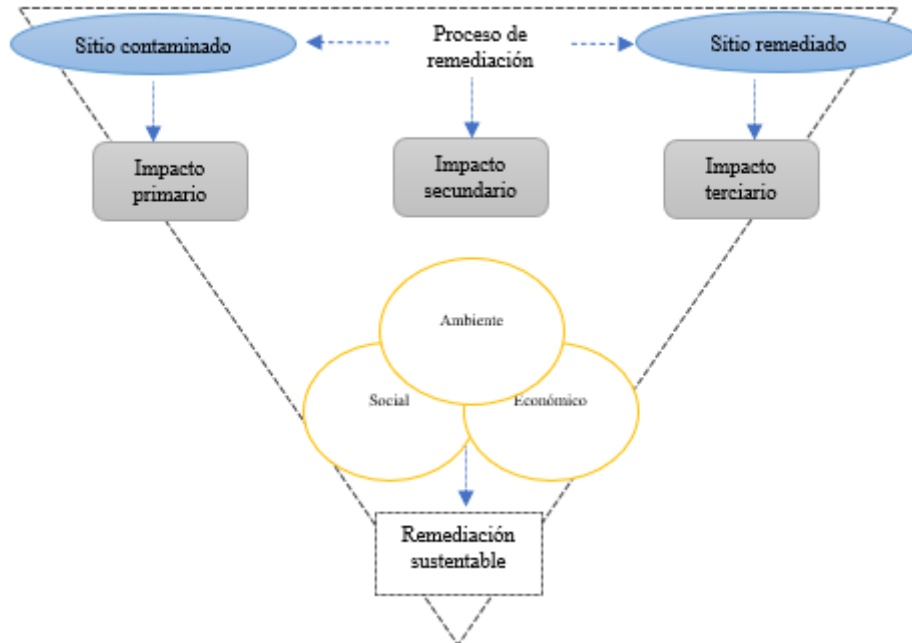 Sitio contaminado
Proceso de
remediación
Sitio remediado
Impacto
primario
Impacto
secundario
Impacto
terciario
Ambiente
Social
Económico
Remediación
sustentable